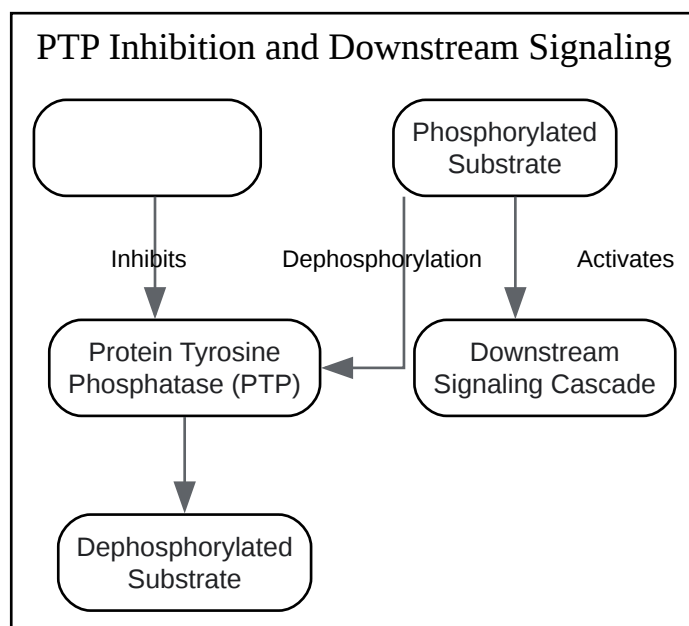 PTP Inhibition and Downstream Signaling
Phosphorylated
Substrate
Inhibits
Dephosphorylation
Activates
Protein Tyrosine
Phosphatase (PTP)
Downstream
Signaling Cascade
Dephosphorylated
Substrate